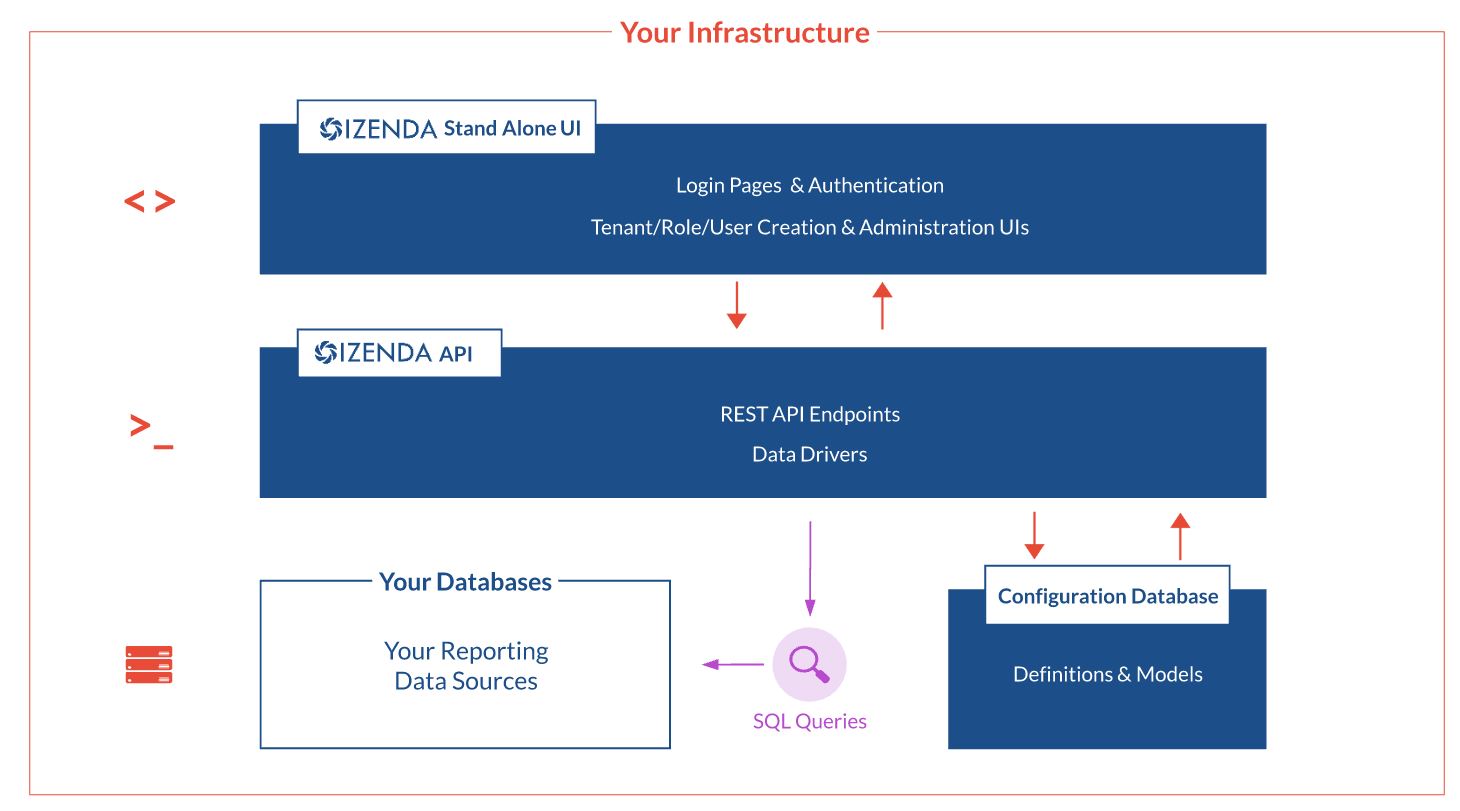 Your Infrastructure
IZENDA Stand Alone UI
Login Pages & Authentication
Tenant/Role/User Creation & Administration UIs
< >
IZENDA API
REST API Endpoints
Data Drivers
>_
Your Databases
Your Reporting
Data Sources
SQL Queries
Configuration Database
Definitions & Models